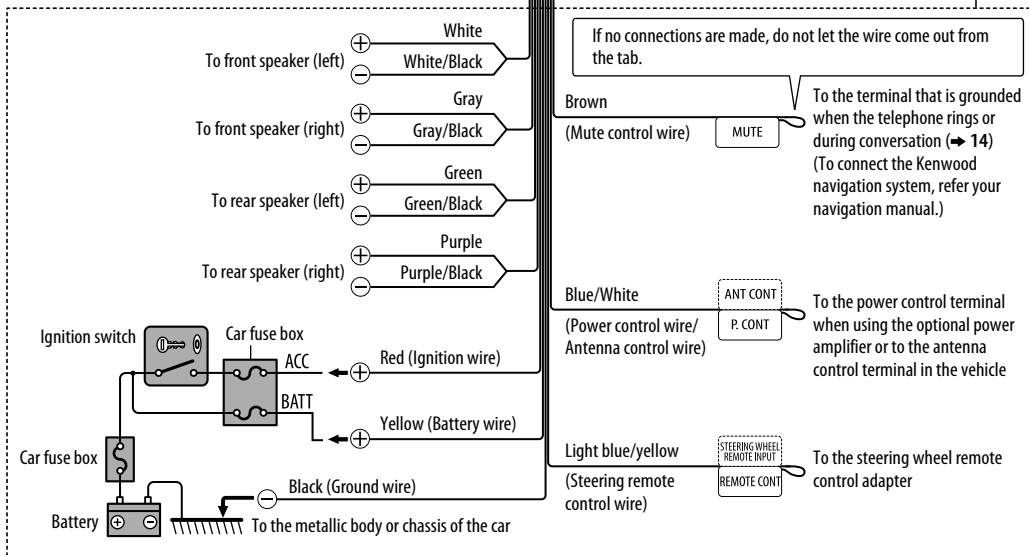 White
To front speaker (left)
White/Black
Gray
To front speaker (right)
Gray/Black
Green
To rear speaker (left)
Green/Black
Purple
To rear speaker (right)
Purple/Black
Ignition switch
Car fuse box
ACC
Red (Ignition wire)
BATT
Yellow (Battery wire)
Car fuse box
Black (Ground wire)
Battery
To the metallic body or chassis of the car
If no connections are made, do not let the wire come out from
the tab.
Brown
(Mute control wire)
MUTE
To the terminal that is grounded
when the telephone rings or
during conversation (➜ 14)
(To connect the Kenwood
navigation system, refer your
navigation manual.)
Blue/White
(Power control wire/
Antenna control wire)
ANT CONT
P. CONT
To the power control terminal
when using the optional power
amplifier or to the antenna
control terminal in the vehicle
Light blue/yellow
(Steering remote
control wire)
STEERING WHEEL
REMOTE INPUT
REMOTE CONT
To the steering wheel remote
control adapter